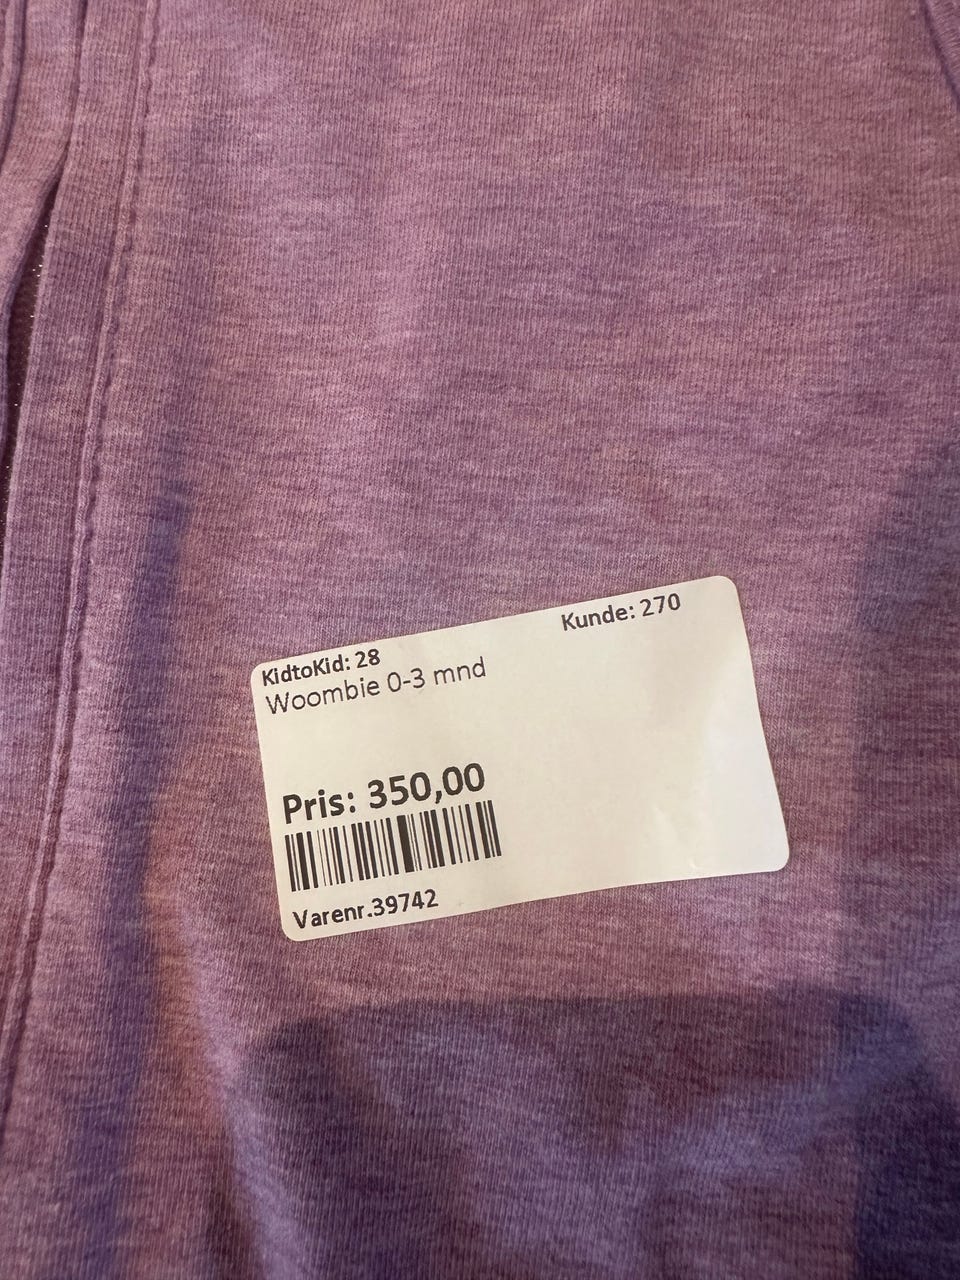 KidtoKid: 28 Kunde: 270
Woombie 0-3 mnd
Pris: 350,00
Varenr.39742